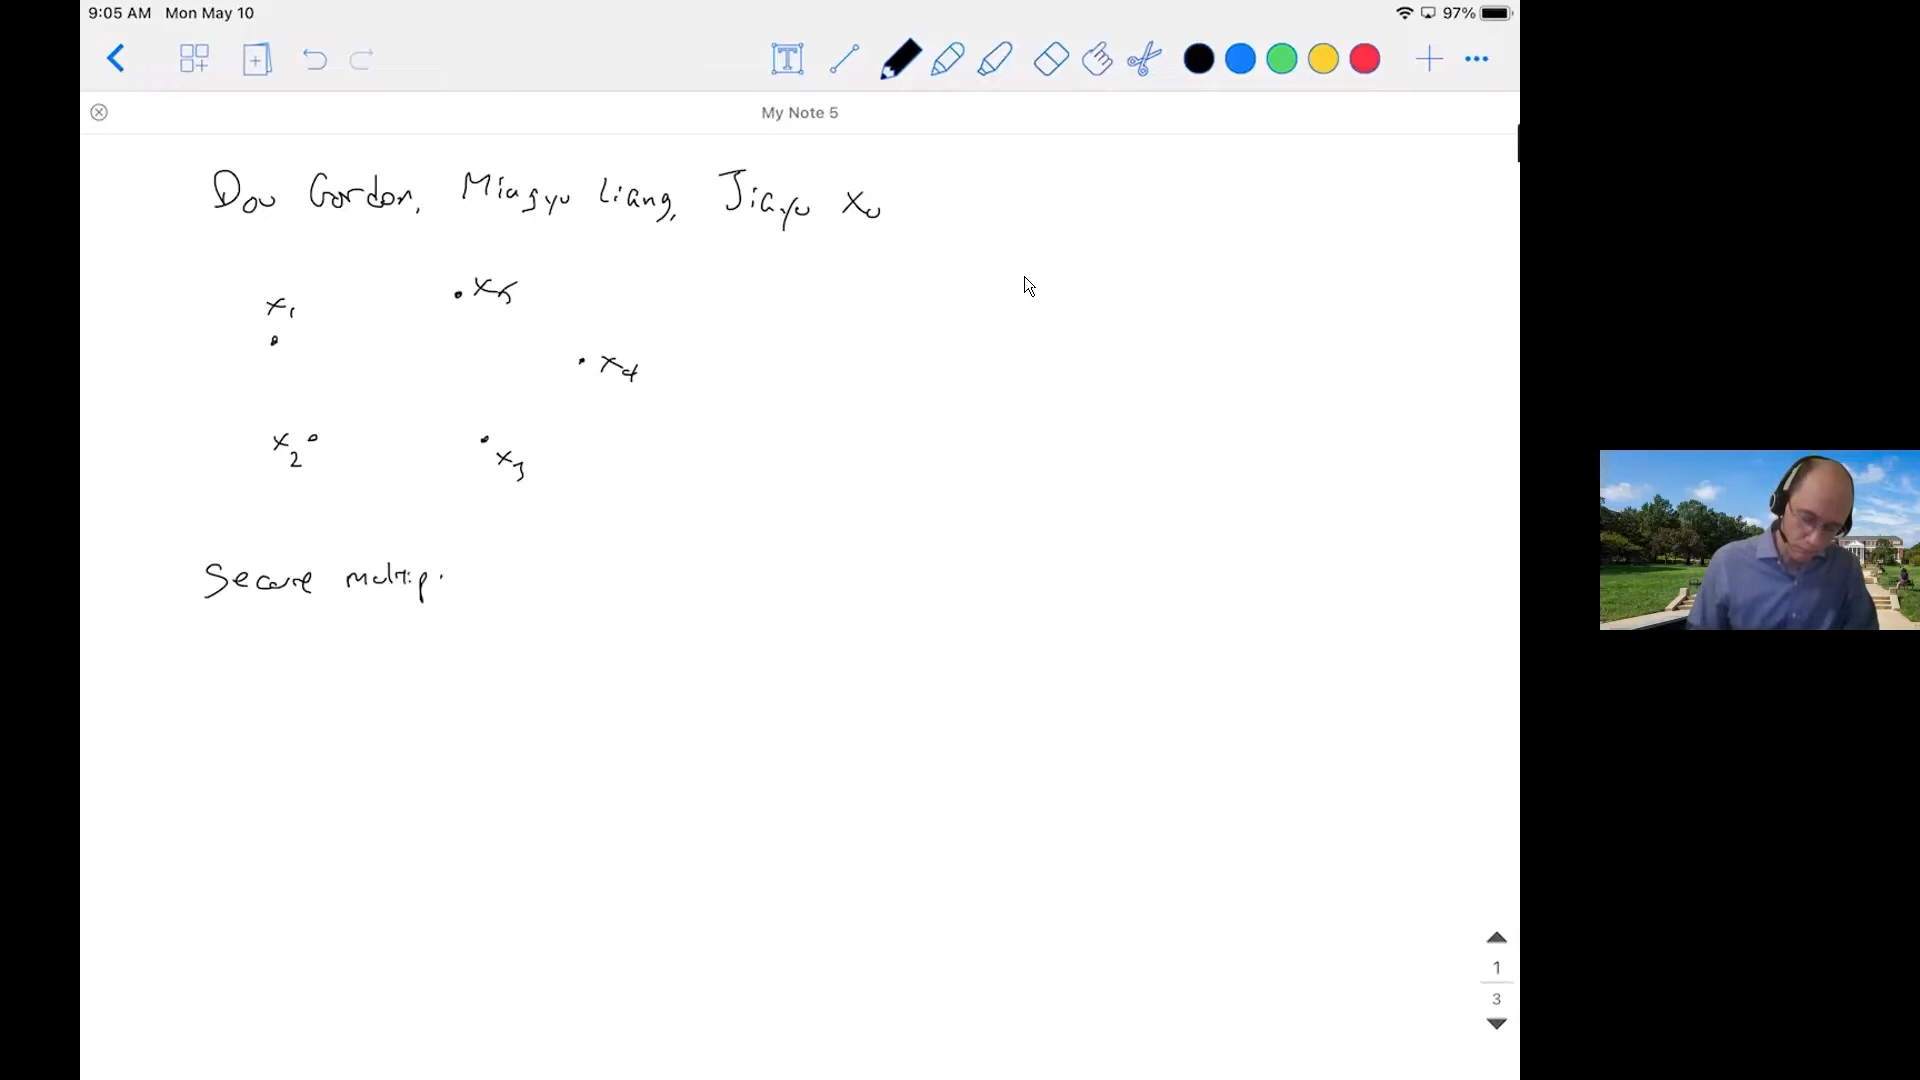 9:05 AM Mon May 10 97%
My Note 5
Dov Gordon, Mingyu Liang, Jiayu Xu
x1
x5
x4
x2
x3
Secure multip
1
3